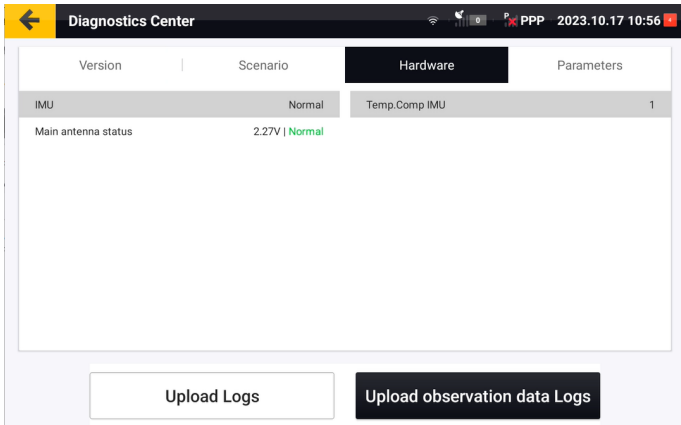 Diagnostics Center 0 P PPP 2023.10.17 10:56
Version Scenario Hardware Parameters
IMU Normal Temp.Comp IMU 1
Main antenna status 2.27V | Normal
Upload Logs Upload observation data Logs